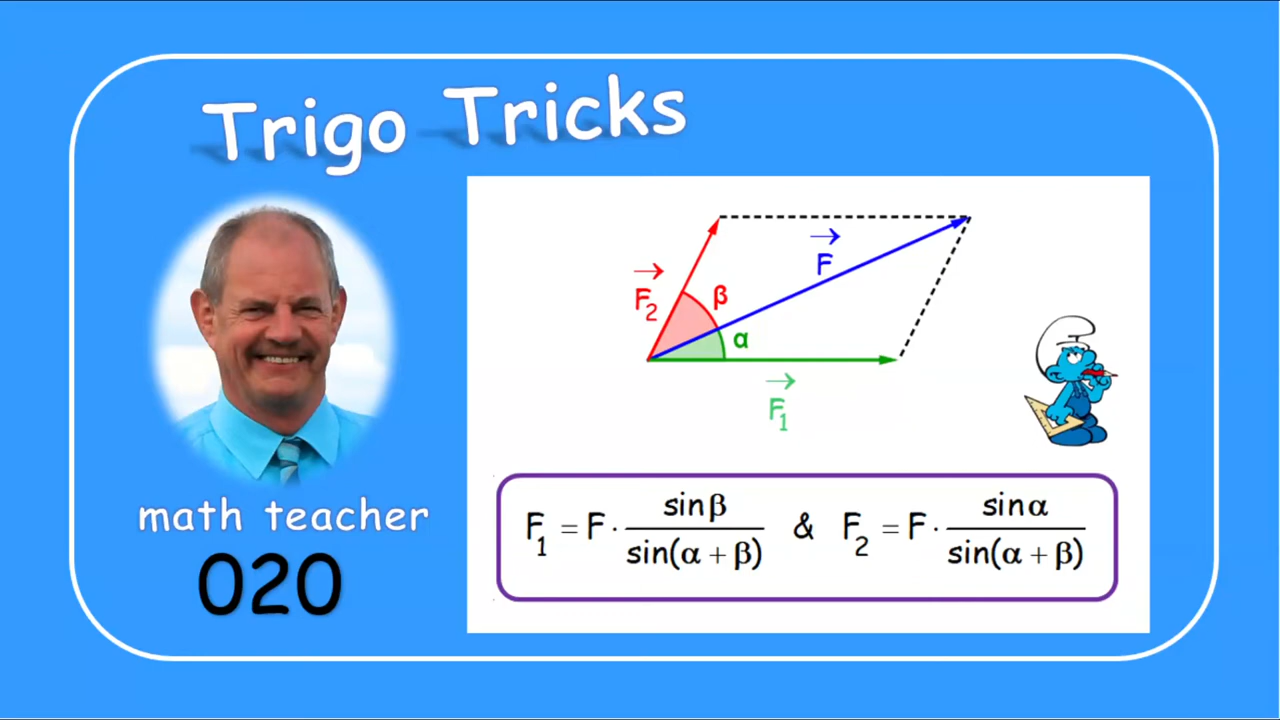 Trigo Tricks
F
F₂
β
α
F₁
math teacher
020
F₁ = F · sinβ / sin(α + β) & F₂ = F · sinα / sin(α + β)